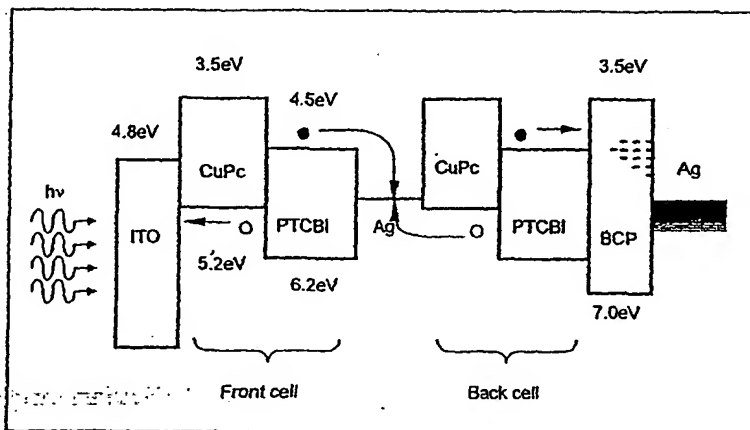 3.5eV
3.5eV
4.5eV
4.8eV
hν
CuPc
CuPc
Ag
ITO
O
PTCBI
Ag
O
PTCBI
BCP
5.2eV
6.2eV
7.0eV
Front cell
Back cell